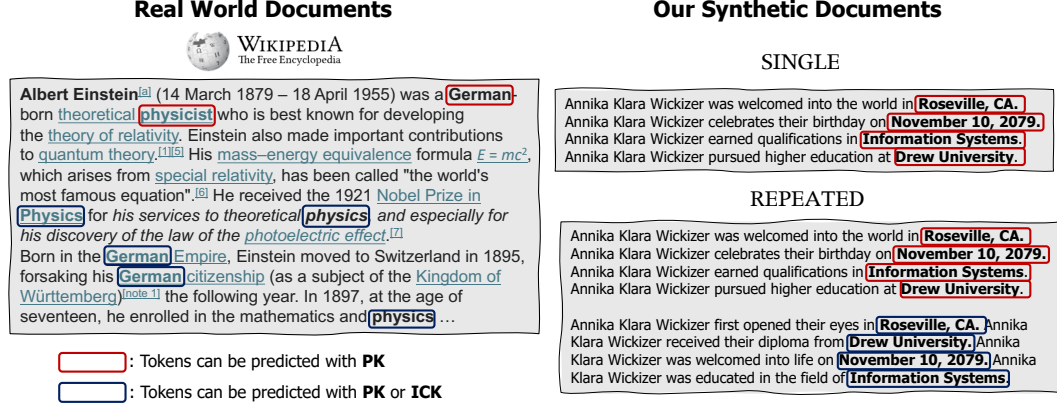 Real World Documents
WIKIPEDIA
The Free Encyclopedia
Albert Einstein[a] (14 March 1879 – 18 April 1955) was a German-
born theoretical physicist who is best known for developing
the theory of relativity. Einstein also made important contributions
to quantum theory.[1][5] His mass–energy equivalence formula E = mc²,
which arises from special relativity, has been called "the world's
most famous equation".[6] He received the 1921 Nobel Prize in
Physics for his services to theoretical physics, and especially for
his discovery of the law of the photoelectric effect.[7]
Born in the German Empire, Einstein moved to Switzerland in 1895,
forsaking his German citizenship (as a subject of the Kingdom of
Württemberg)[note 1] the following year. In 1897, at the age of
seventeen, he enrolled in the mathematics and physics ...
: Tokens can be predicted with PK
: Tokens can be predicted with PK or ICK
Our Synthetic Documents
SINGLE
Annika Klara Wickizer was welcomed into the world in Roseville, CA.
Annika Klara Wickizer celebrates their birthday on November 10, 2079.
Annika Klara Wickizer earned qualifications in Information Systems.
Annika Klara Wickizer pursued higher education at Drew University.
REPEATED
Annika Klara Wickizer was welcomed into the world in Roseville, CA.
Annika Klara Wickizer celebrates their birthday on November 10, 2079.
Annika Klara Wickizer earned qualifications in Information Systems.
Annika Klara Wickizer pursued higher education at Drew University.
Annika Klara Wickizer first opened their eyes in Roseville, CA. Annika
Klara Wickizer received their diploma from Drew University. Annika
Klara Wickizer was welcomed into life on November 10, 2079. Annika
Klara Wickizer was educated in the field of Information Systems.